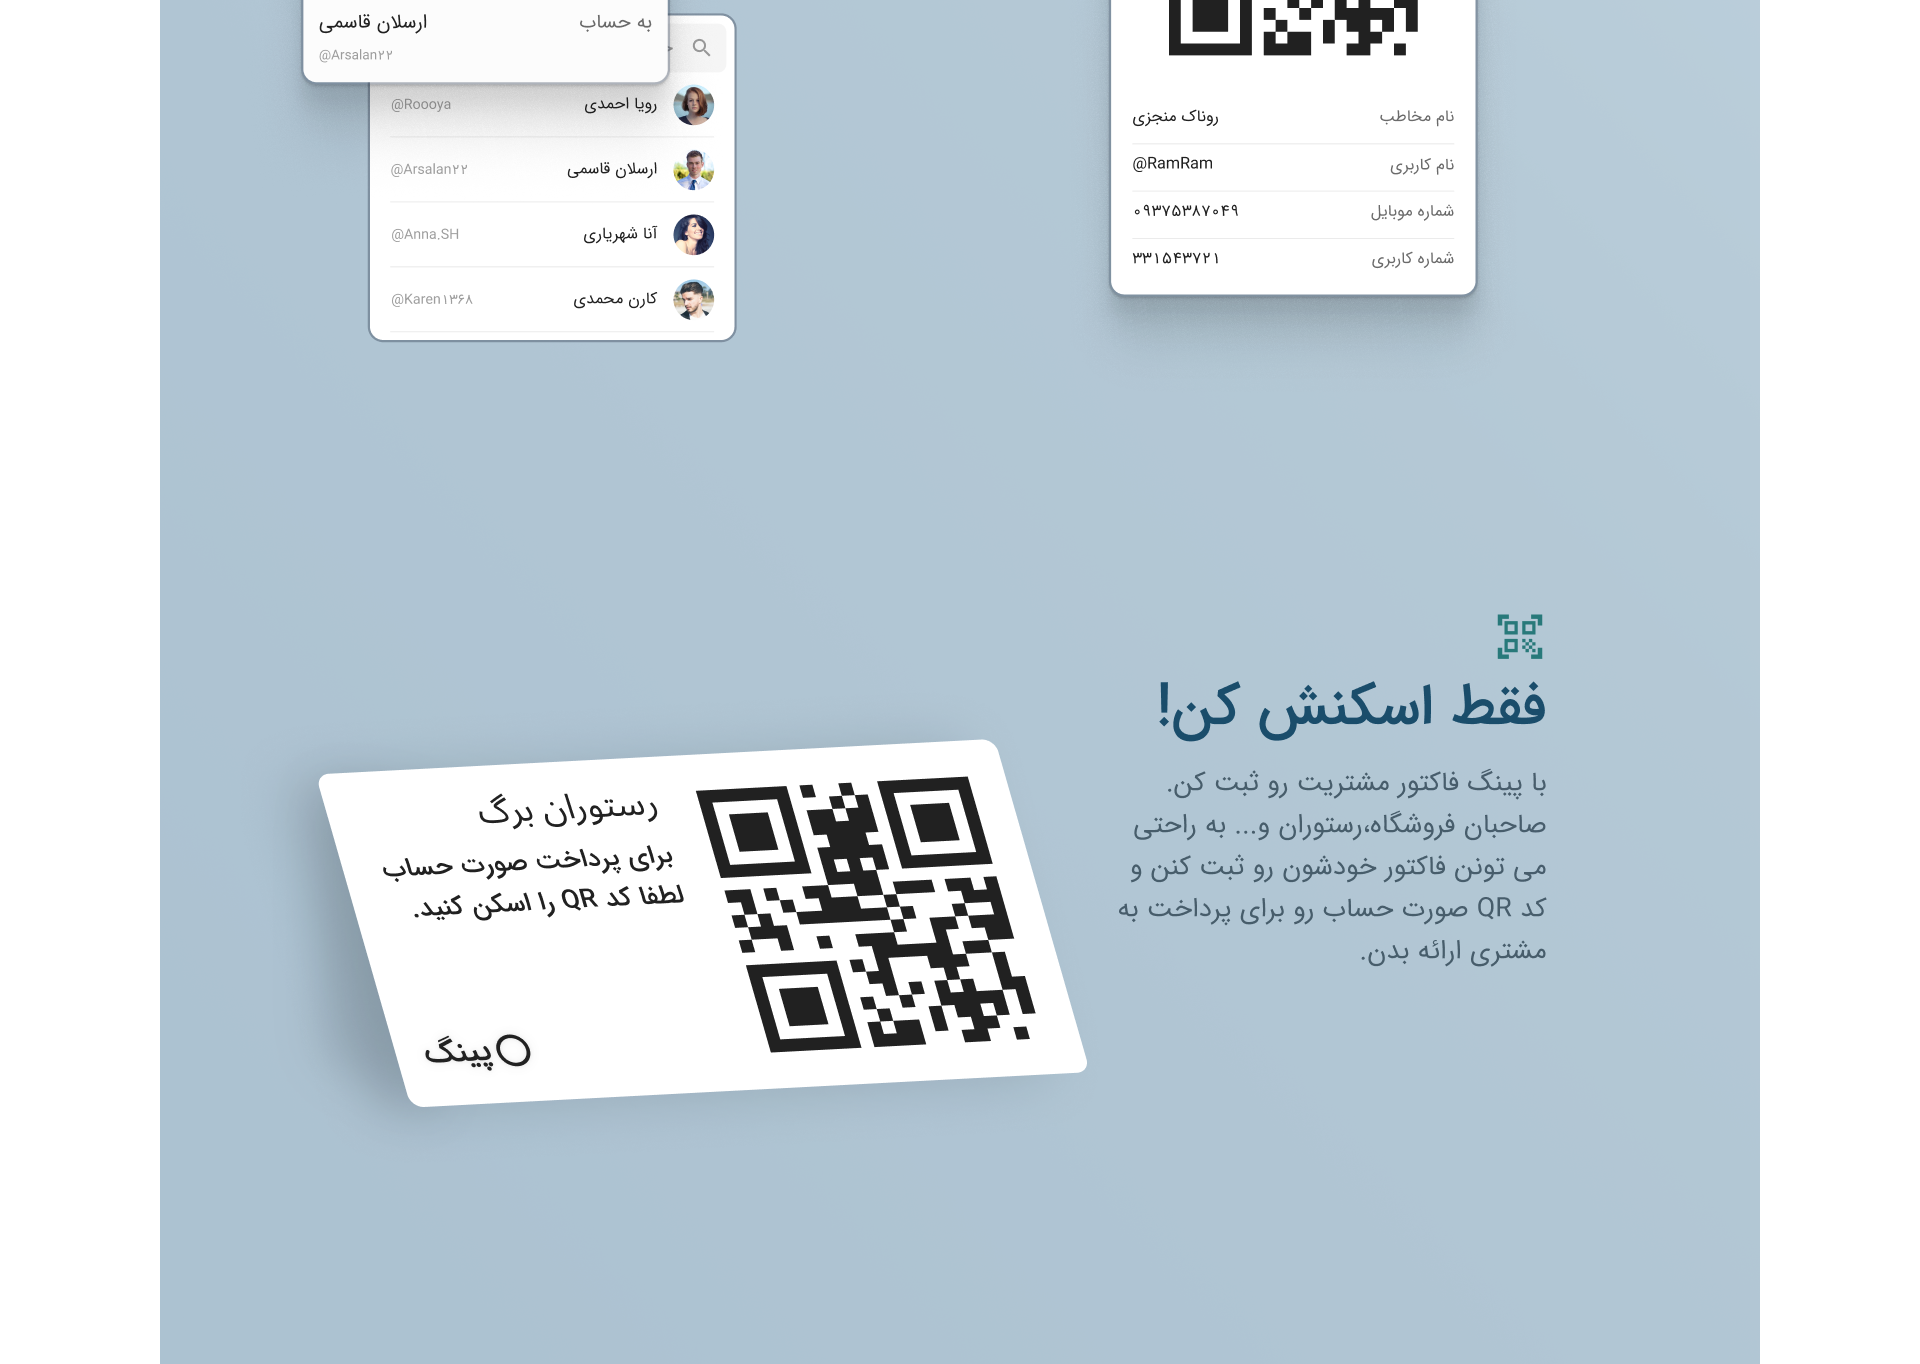 نام مخاطب
روناک منجزی
نام کاربری
@RamRam
شماره موبایل
۰۹۳۷۵۳۸۷۰۴۹
شماره کاربری
۳۳۱۵۴۳۷۲۱
به حساب
ارسلان قاسمی
@Arsalan۲۲
رویا احمدی
@Roooya
ارسلان قاسمی
@Arsalan۲۲
آنا شهریاری
@Anna.SH
کارن محمدی
@Karen۱۳۶۸
فقط اسکنش کن!
با پینگ فاکتور مشتریت رو ثبت کن.
صاحبان فروشگاه،رستوران و... به راحتی
می تونن فاکتور خودشون رو ثبت کنن و
کد QR صورت حساب رو برای پرداخت به
مشتری ارائه بدن.
رستوران برگ
برای پرداخت صورت حساب
لطفا کد QR را اسکن کنید.
پینگ